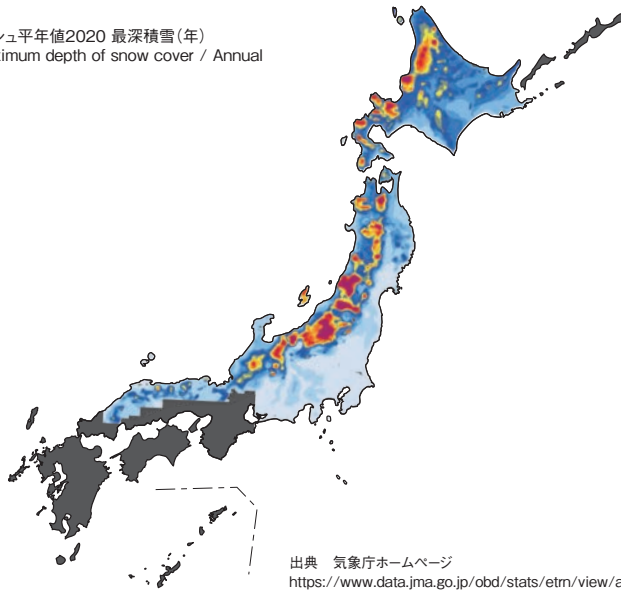 ュ平年値2020 最深積雪（年）
imum depth of snow cover / Annual
出典　気象庁ホームページ
https://www.data.jma.go.jp/obd/stats/etrn/view/a